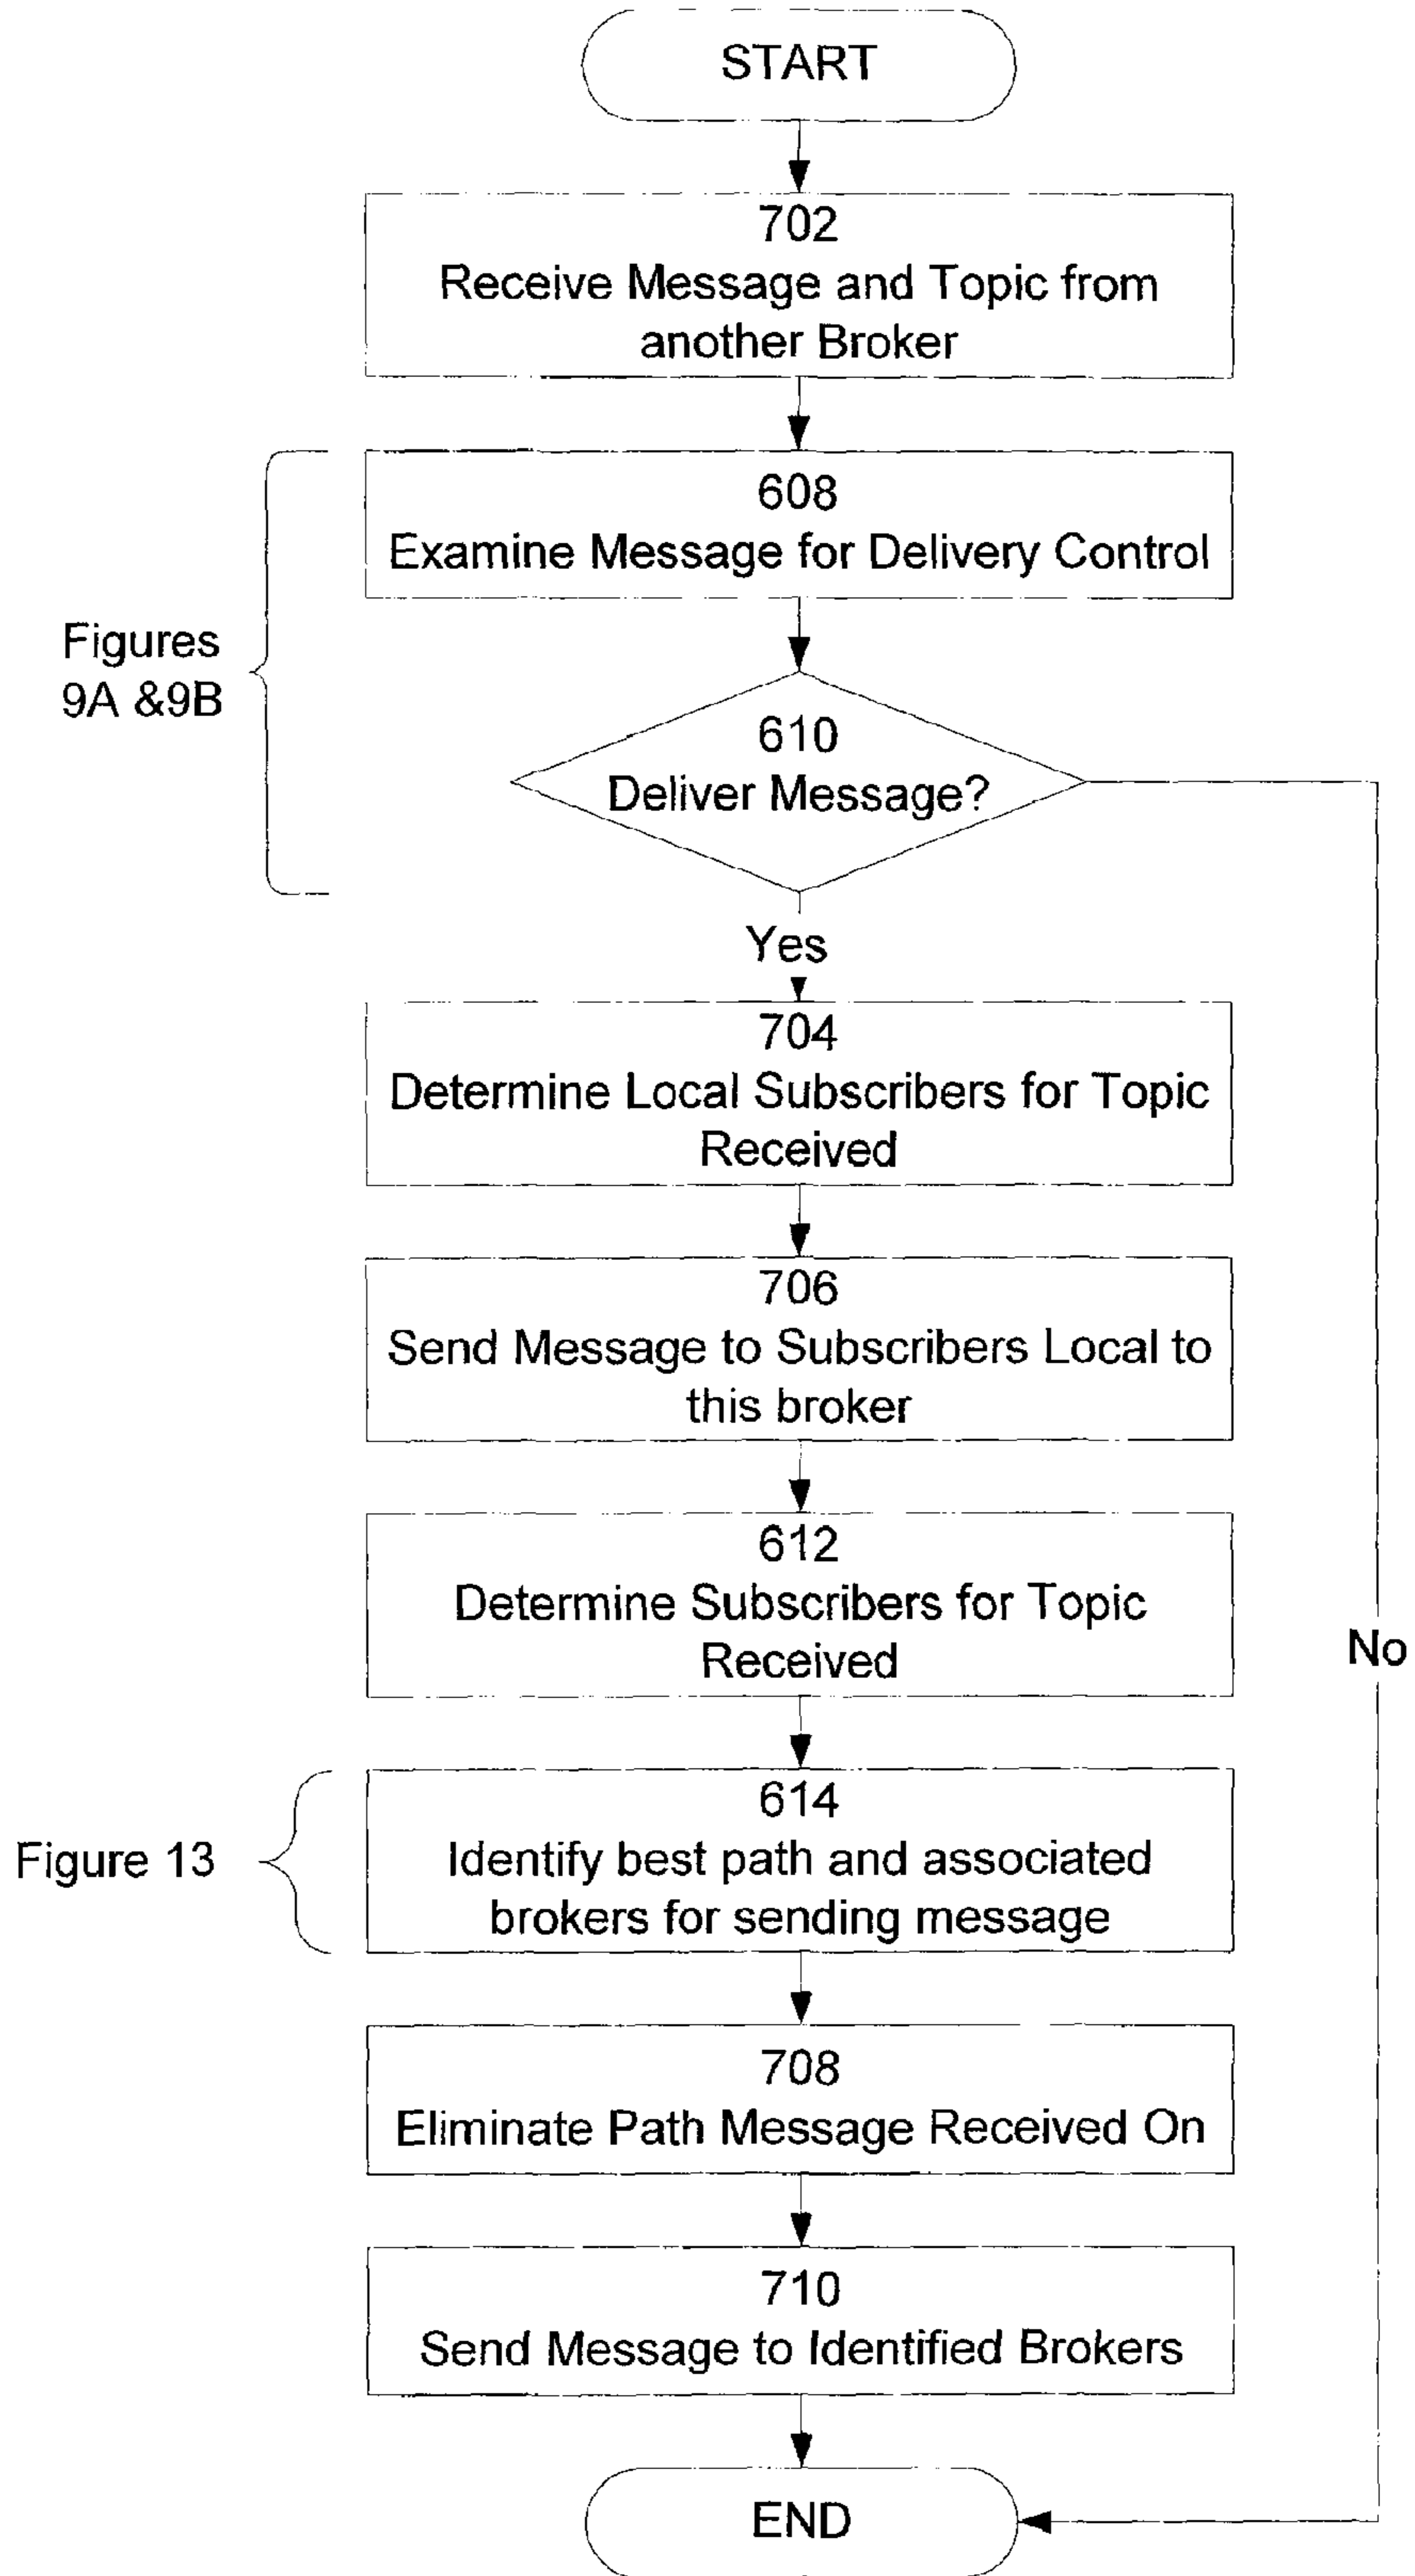 START
702
Receive Message and Topic from
another Broker
608
Examine Message for Delivery Control
Figures
9A &9B
610
Deliver Message?
Yes
704
Determine Local Subscribers for Topic
Received
706
Send Message to Subscribers Local to
this broker
612
Determine Subscribers for Topic
Received
No
614
Identify best path and associated
brokers for sending message
Figure 13
708
Eliminate Path Message Received On
710
Send Message to Identified Brokers
END